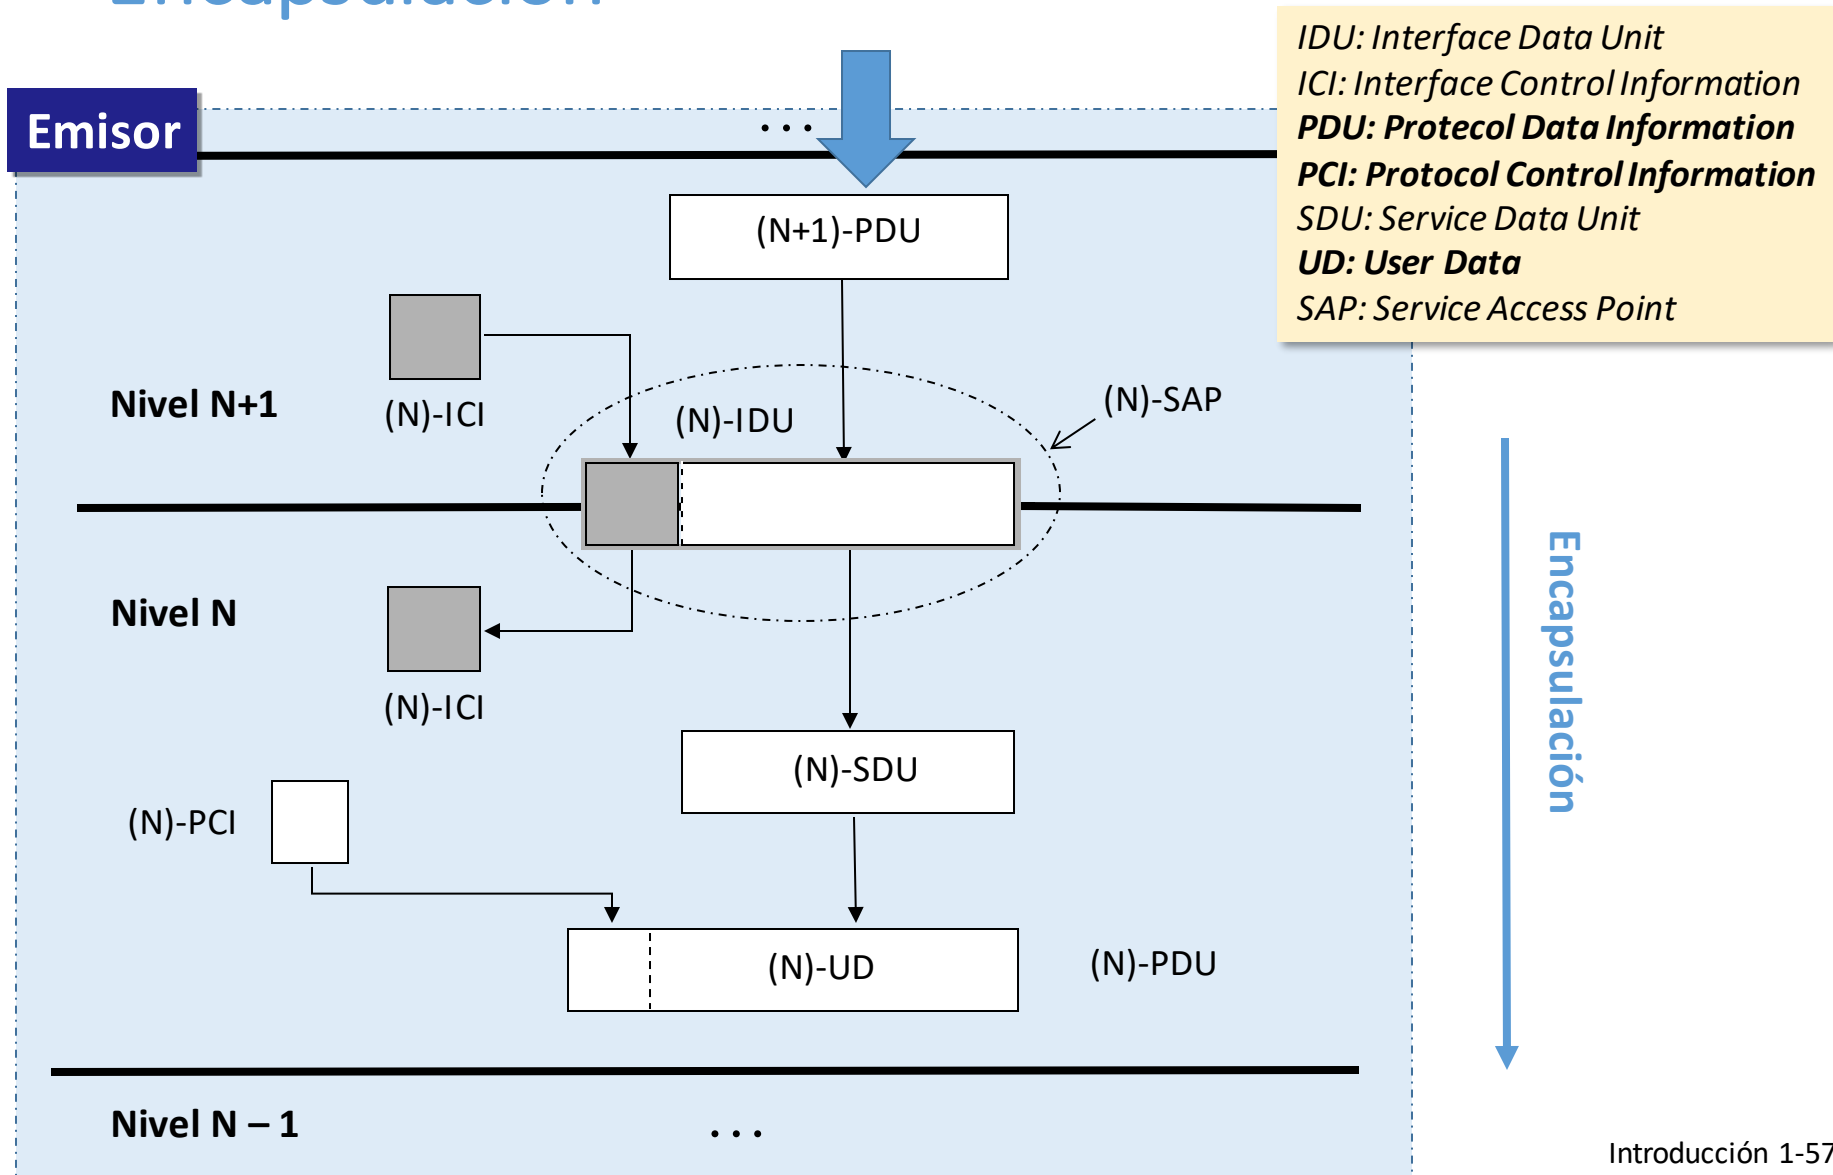 Encapsulación
IDU: Interface Data Unit
ICI: Interface Control Information
PDU: Protecol Data Information
PCI: Protocol Control Information
SDU: Service Data Unit
UD: User Data
SAP: Service Access Point
Emisor
...
(N+1)-PDU
Nivel N+1
(N)-ICI
(N)-IDU
(N)-SAP
Nivel N
(N)-ICI
(N)-SDU
(N)-PCI
(N)-UD
(N)-PDU
Encapsulación
Nivel N – 1
...
Introducción 1-57